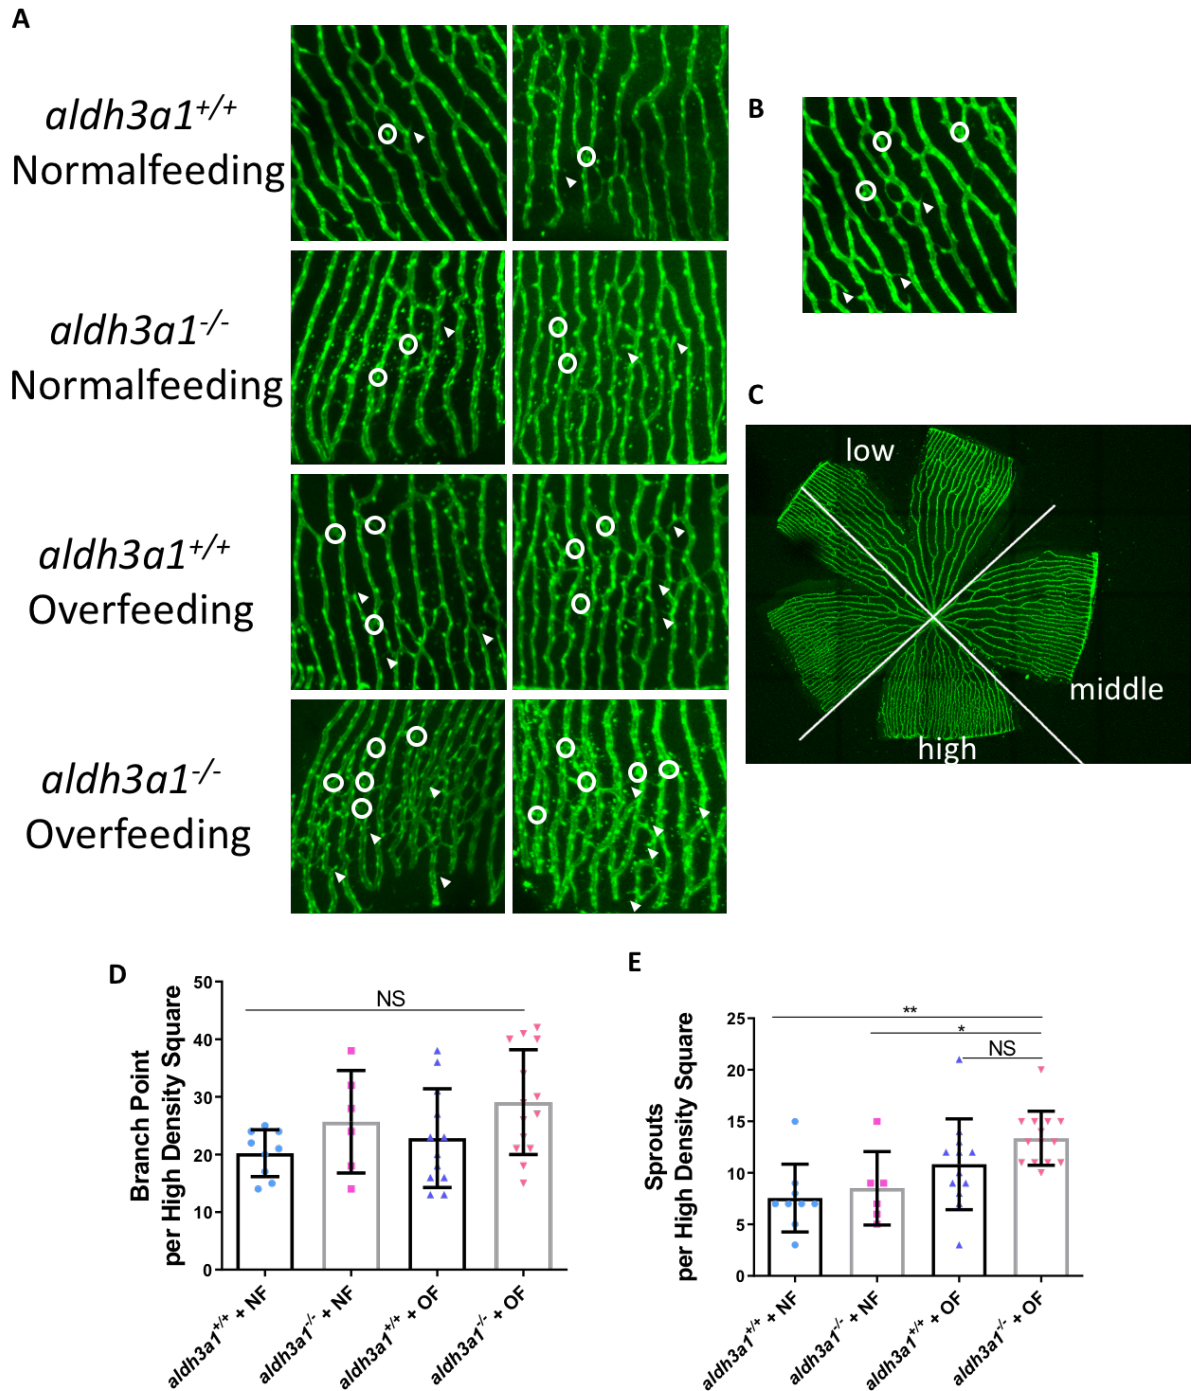 A
aldh3a1+/+
Normalfeeding
aldh3a1-/-
Normalfeeding
aldh3a1+/+
Overfeeding
aldh3a1-/-
Overfeeding
B
C
low
middle
high
D
Branch Point
per High Density Square
50
40
30
20
10
0
NS
aldh3a1+/+ + NF
aldh3a1-/- + NF
aldh3a1+/+ + OF
aldh3a1-/- + OF
E
Sprouts
per High Density Square
25
20
15
10
5
0
**
*
NS
aldh3a1+/+ + NF
aldh3a1-/- + NF
aldh3a1+/+ + OF
aldh3a1-/- + OF